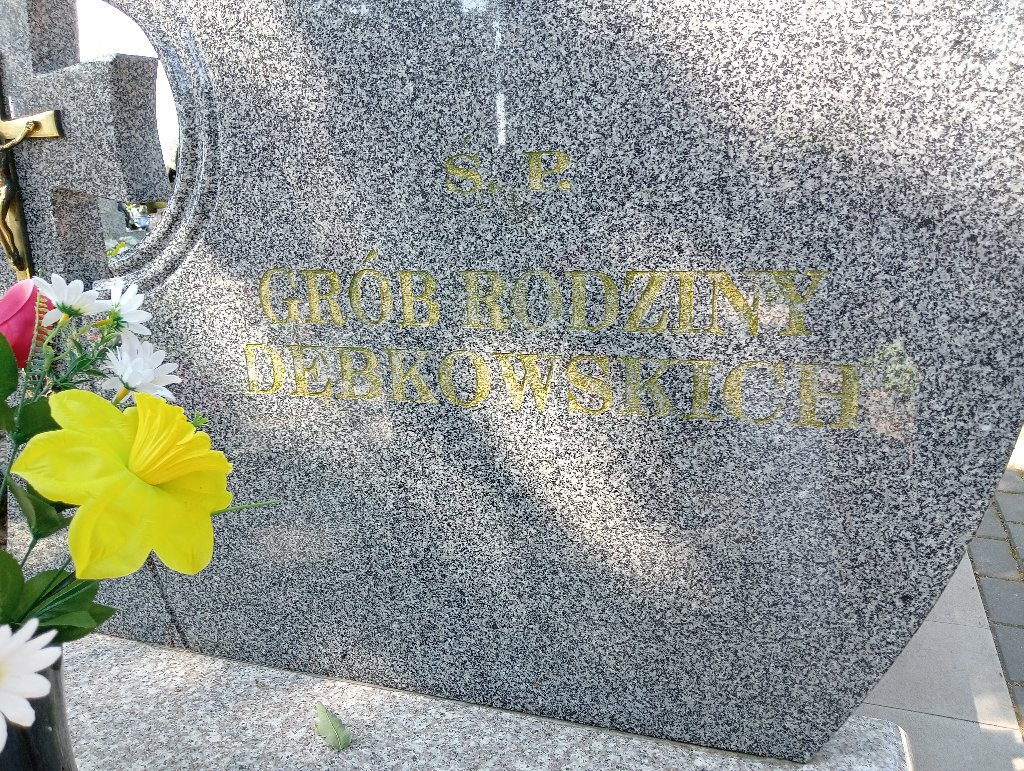 Ś. P.
GRÓB RODZINY
DĘBKOWSKICH